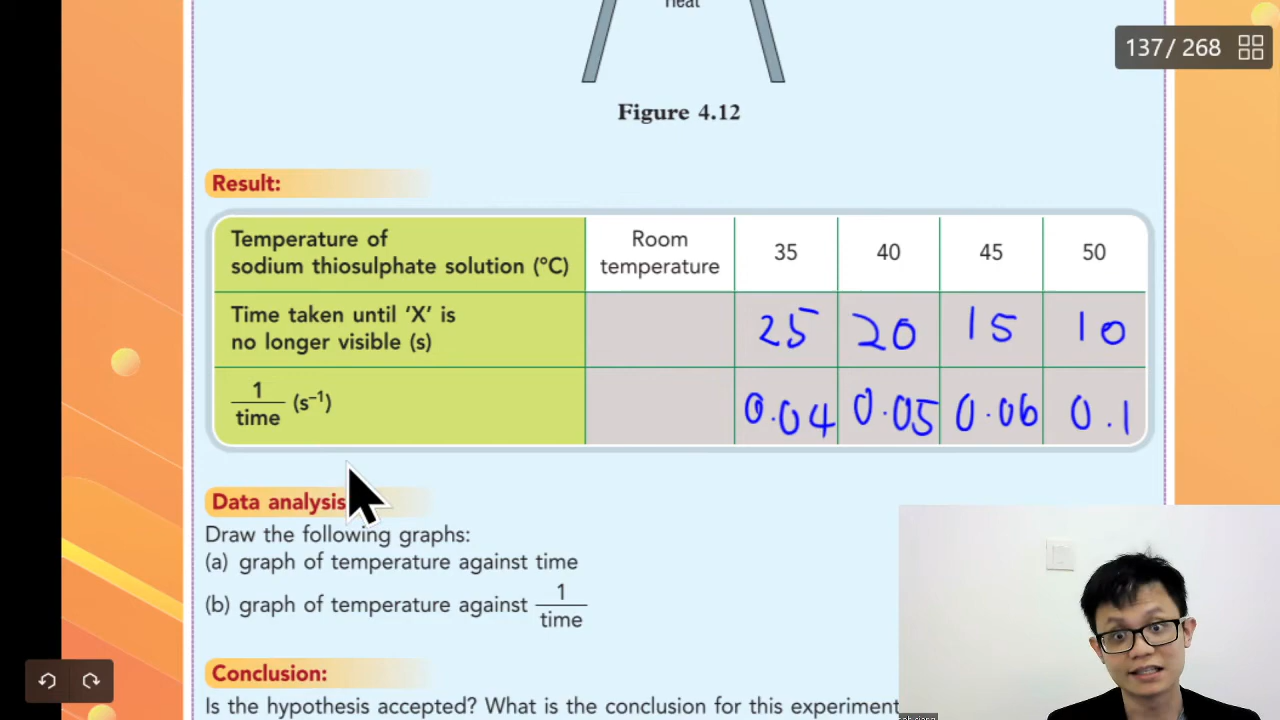 Heat
137 / 268
Figure 4.12
Result:
Temperature of
sodium thiosulphate solution (°C)
Room
temperature
35
40
45
50
Time taken until ‘X’ is
no longer visible (s)
25
20
15
10
1
time
(s⁻¹)
0.04
0.05
0.06
0.1
Data analysis
Draw the following graphs:
(a) graph of temperature against time
(b) graph of temperature against
1
time
Conclusion:
Is the hypothesis accepted? What is the conclusion for this experiment